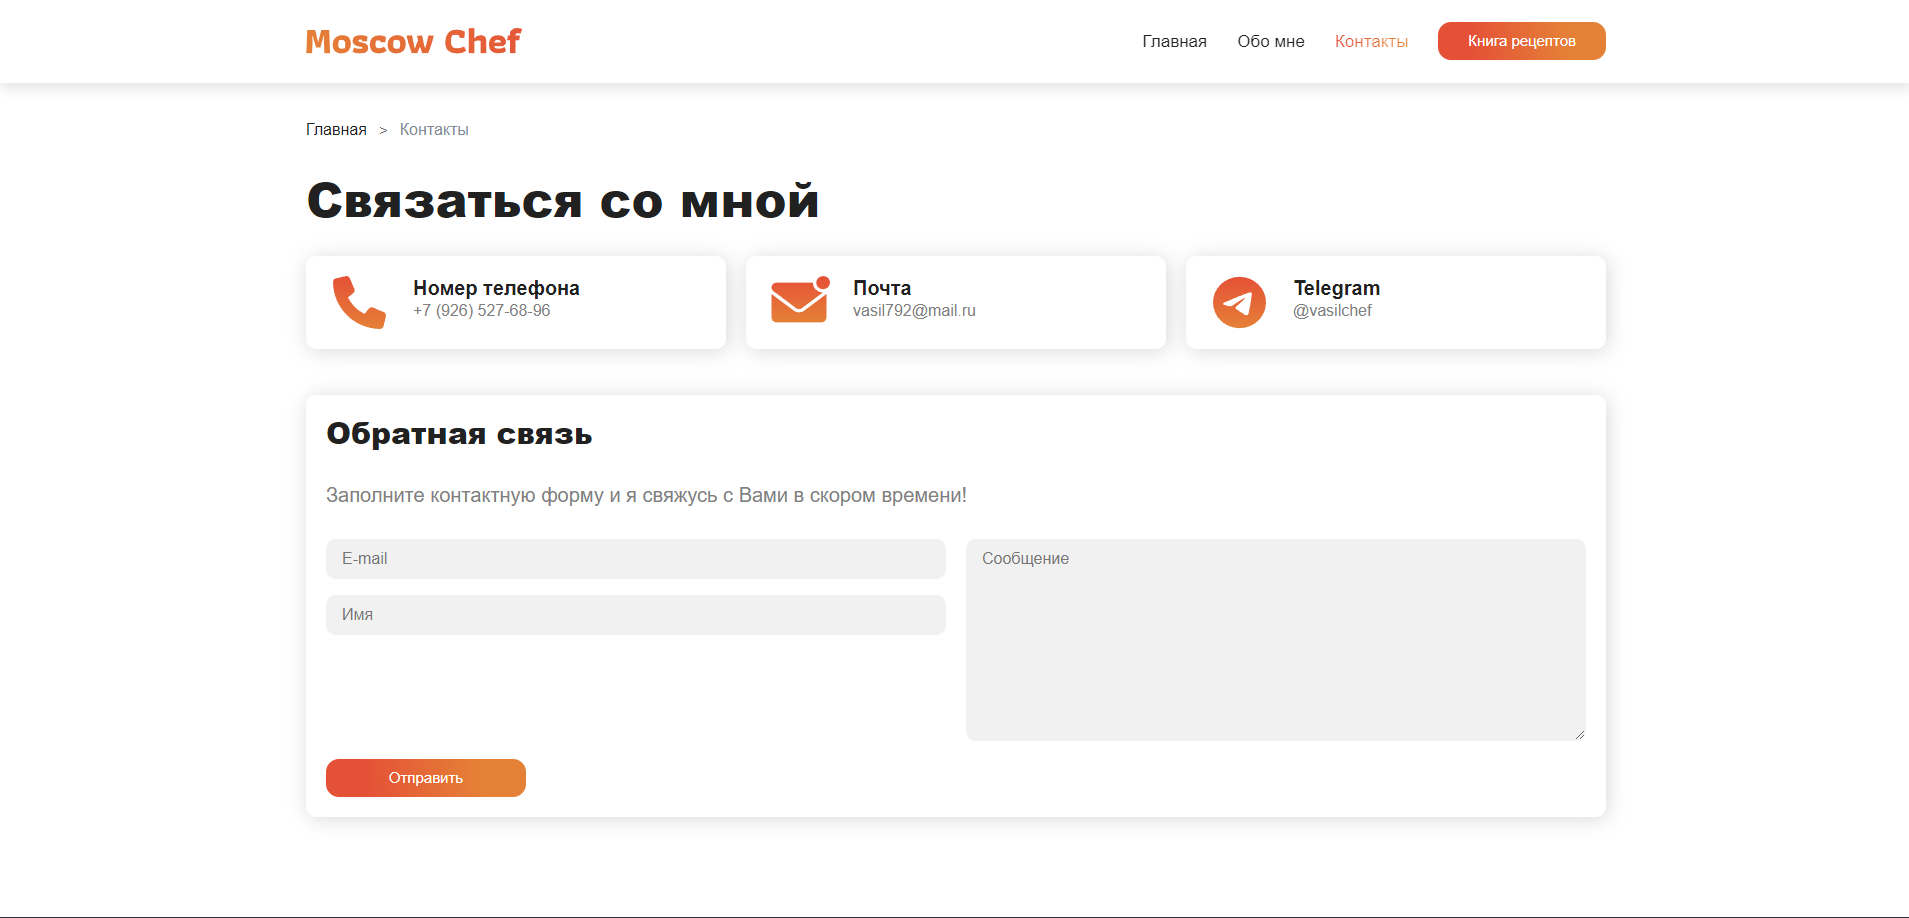 Moscow Chef
Главная Обо мне Контакты Книга рецептов
Главная > Контакты
Связаться со мной
Номер телефона
+7 (926) 527-68-96
Почта
vasil792@mail.ru
Telegram
@vasilchef
Обратная связь
Заполните контактную форму и я свяжусь с Вами в скором времени!
E-mail
Имя
Сообщение
Отправить